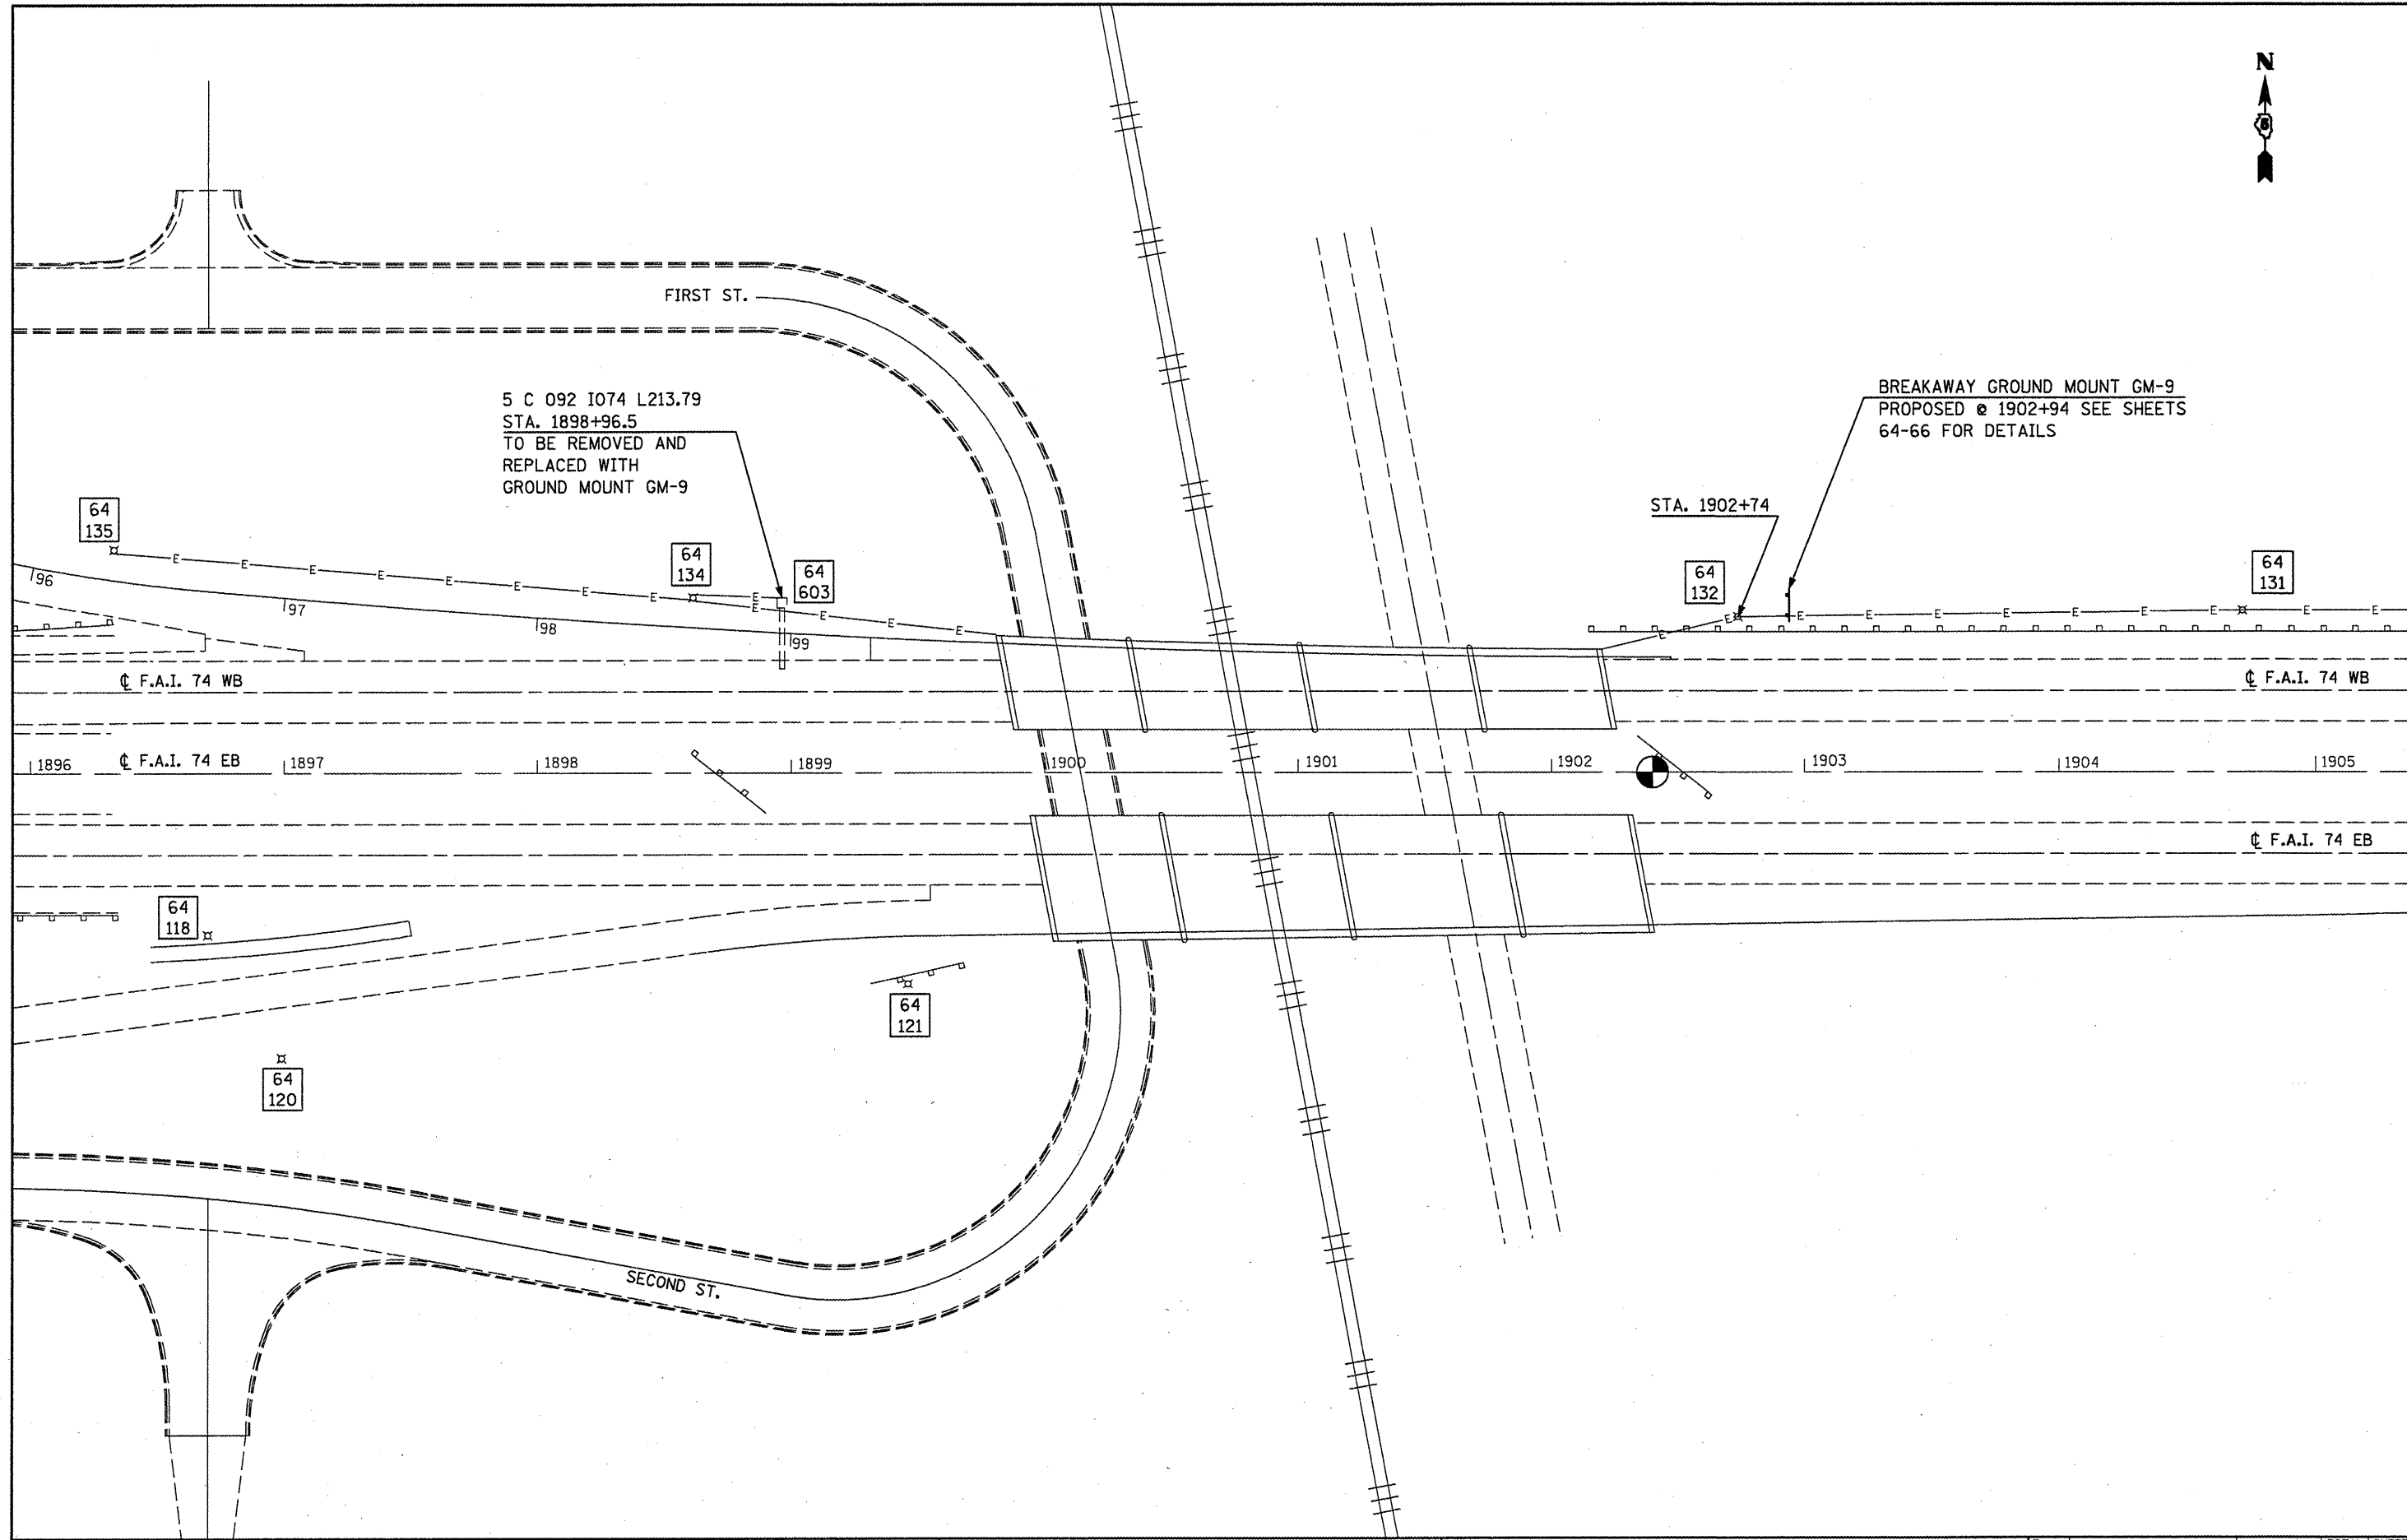 N
5
FIRST ST.
5 C 092 I074 L213.79
STA. 1898+96.5
TO BE REMOVED AND
REPLACED WITH
GROUND MOUNT GM-9
BREAKAWAY GROUND MOUNT GM-9
PROPOSED @ 1902+94 SEE SHEETS
64-66 FOR DETAILS
STA. 1902+74
64
135
64
134
64
603
64
132
64
131
E E E E E E E E E E E E E
E E E E E E E E E E E
96
97
98
99
℄ F.A.I. 74 WB
℄ F.A.I. 74 WB
1896
℄ F.A.I. 74 EB
1897
1898
1899
1900
1901
1902
1903
1904
1905
℄ F.A.I. 74 EB
64
118
64
121
64
120
SECOND ST.